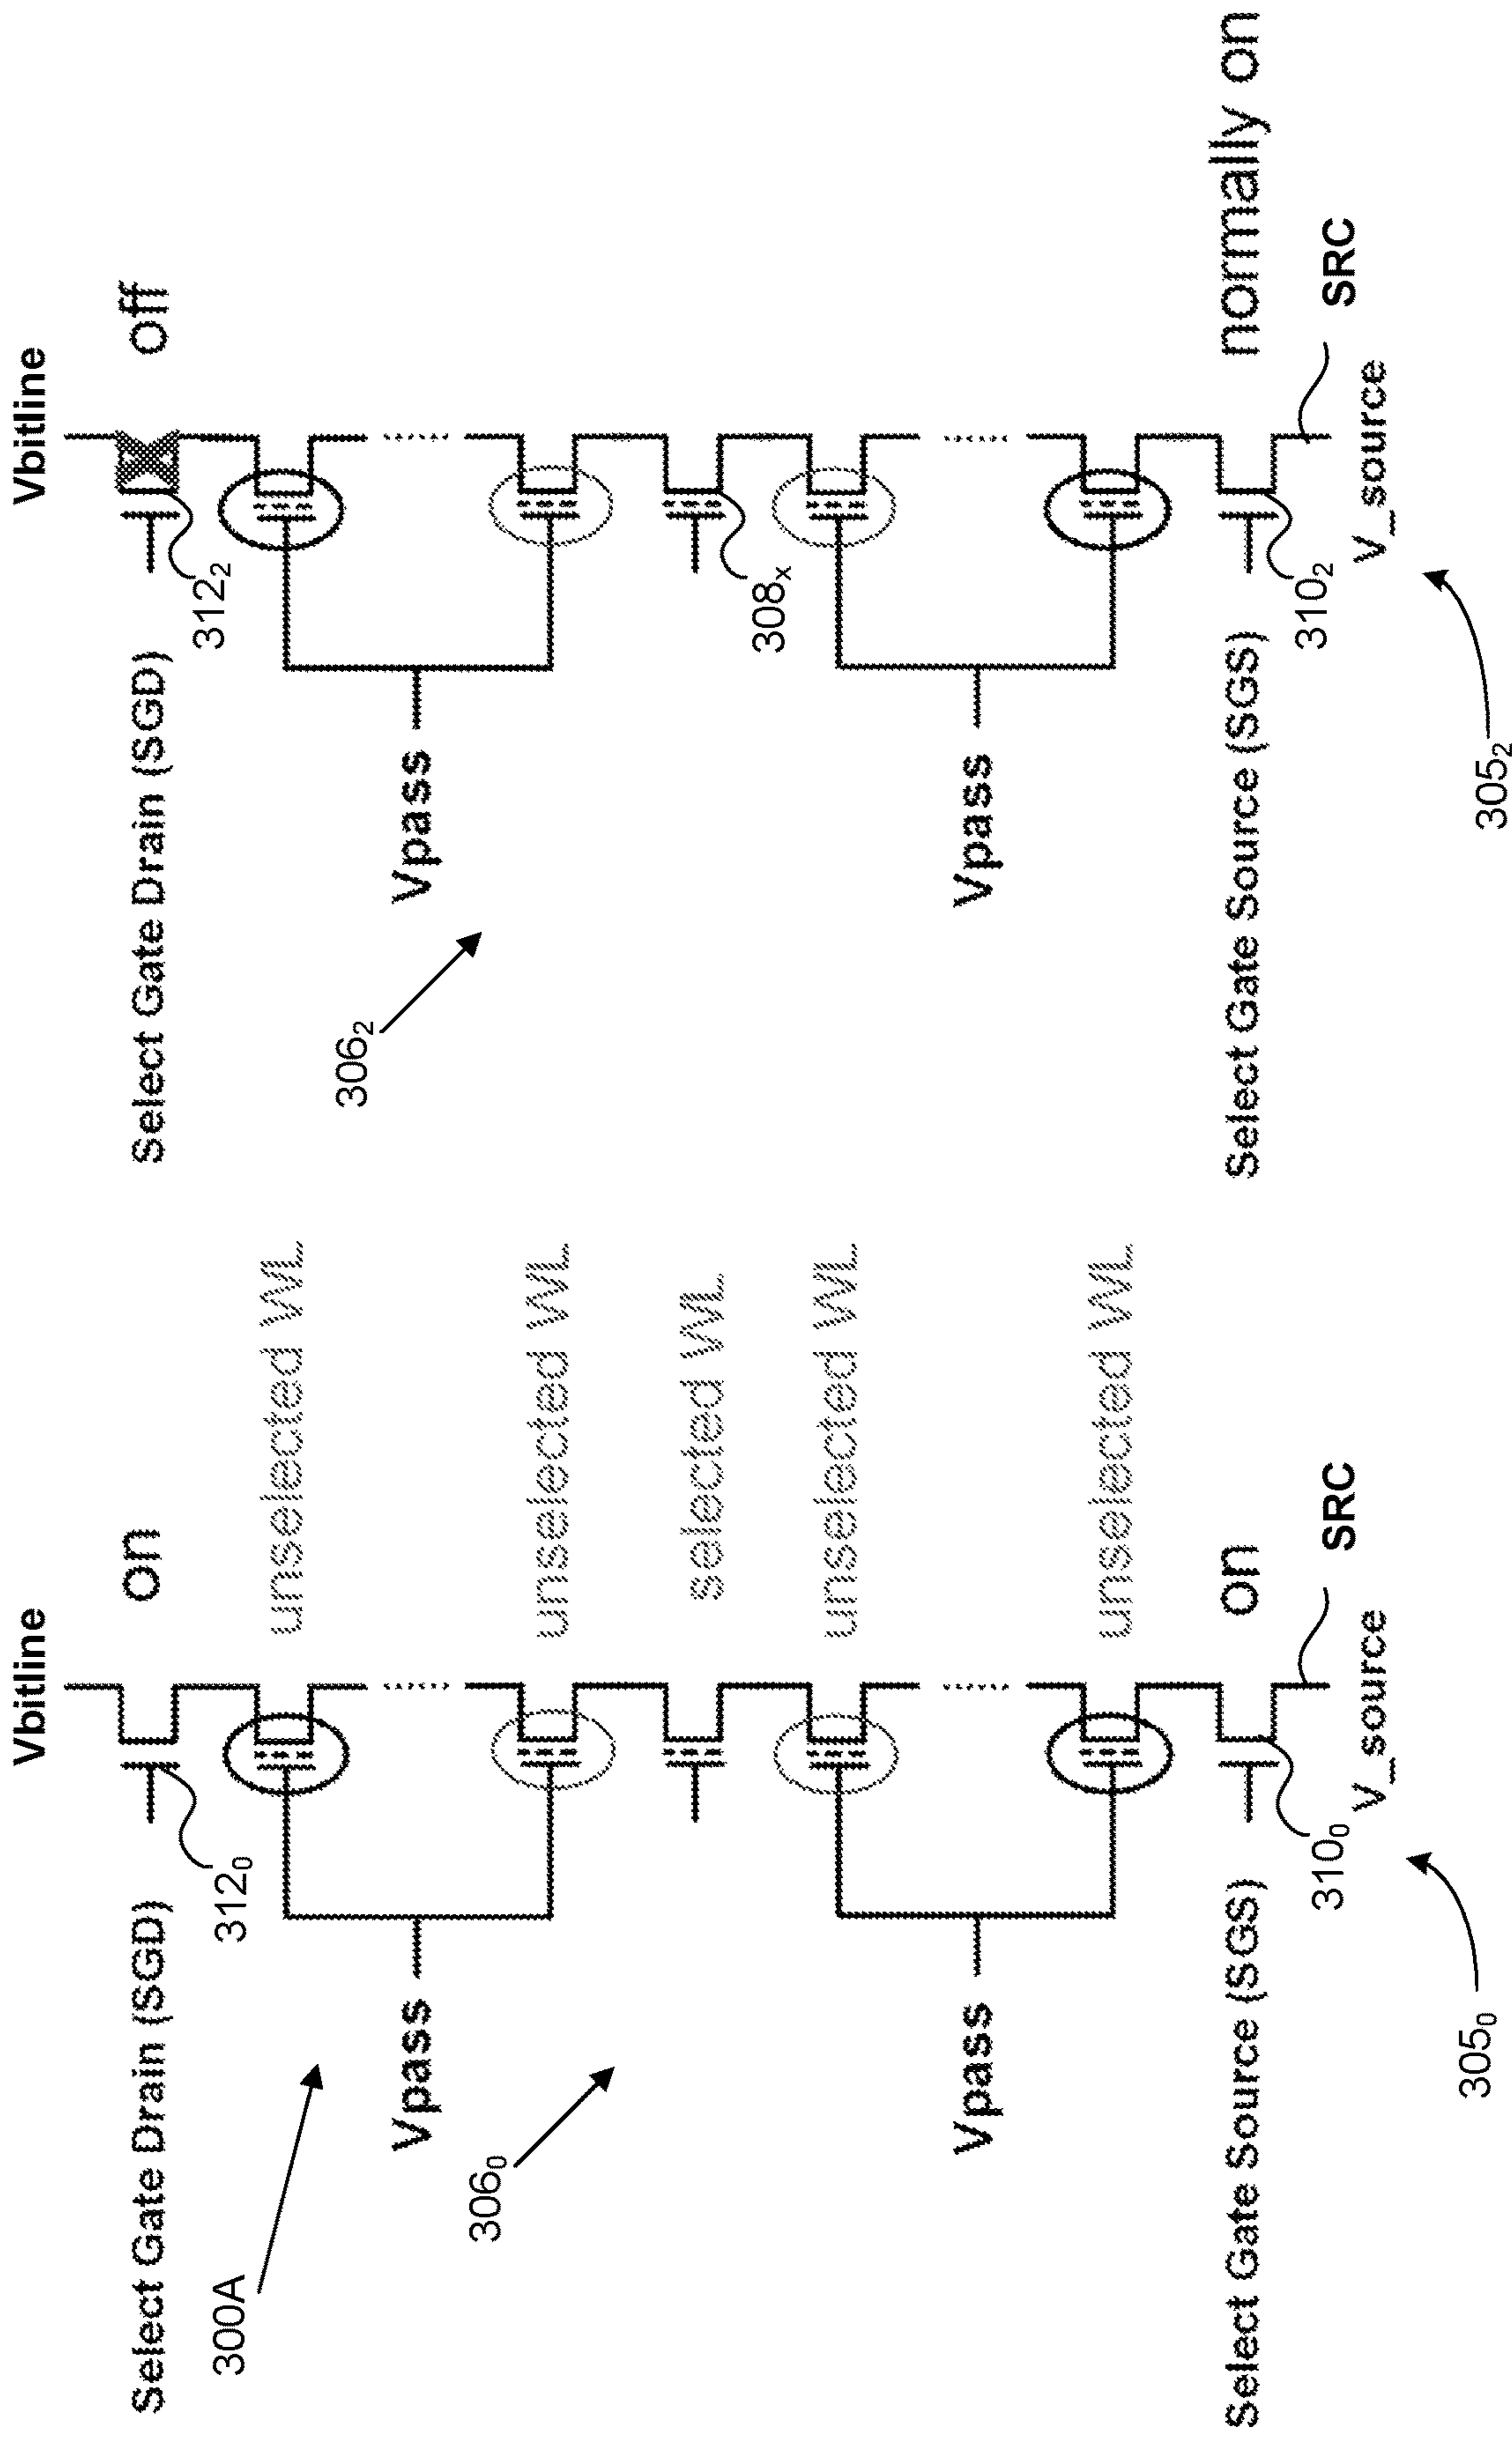 Vbitline
Select Gate Drain (SGD)
on
312₀
300A
unselected WL
Vpass
306₀
unselected WL
selected WL
unselected WL
Vpass
unselected WL
Select Gate Source (SGS)
on
310₀
SRC
V_source
305₀
Vbitline
Select Gate Drain (SGD)
off
312₂
306₂
Vpass
308ₓ
Vpass
Select Gate Source (SGS)
normally on
310₂
SRC
V_source
305₂